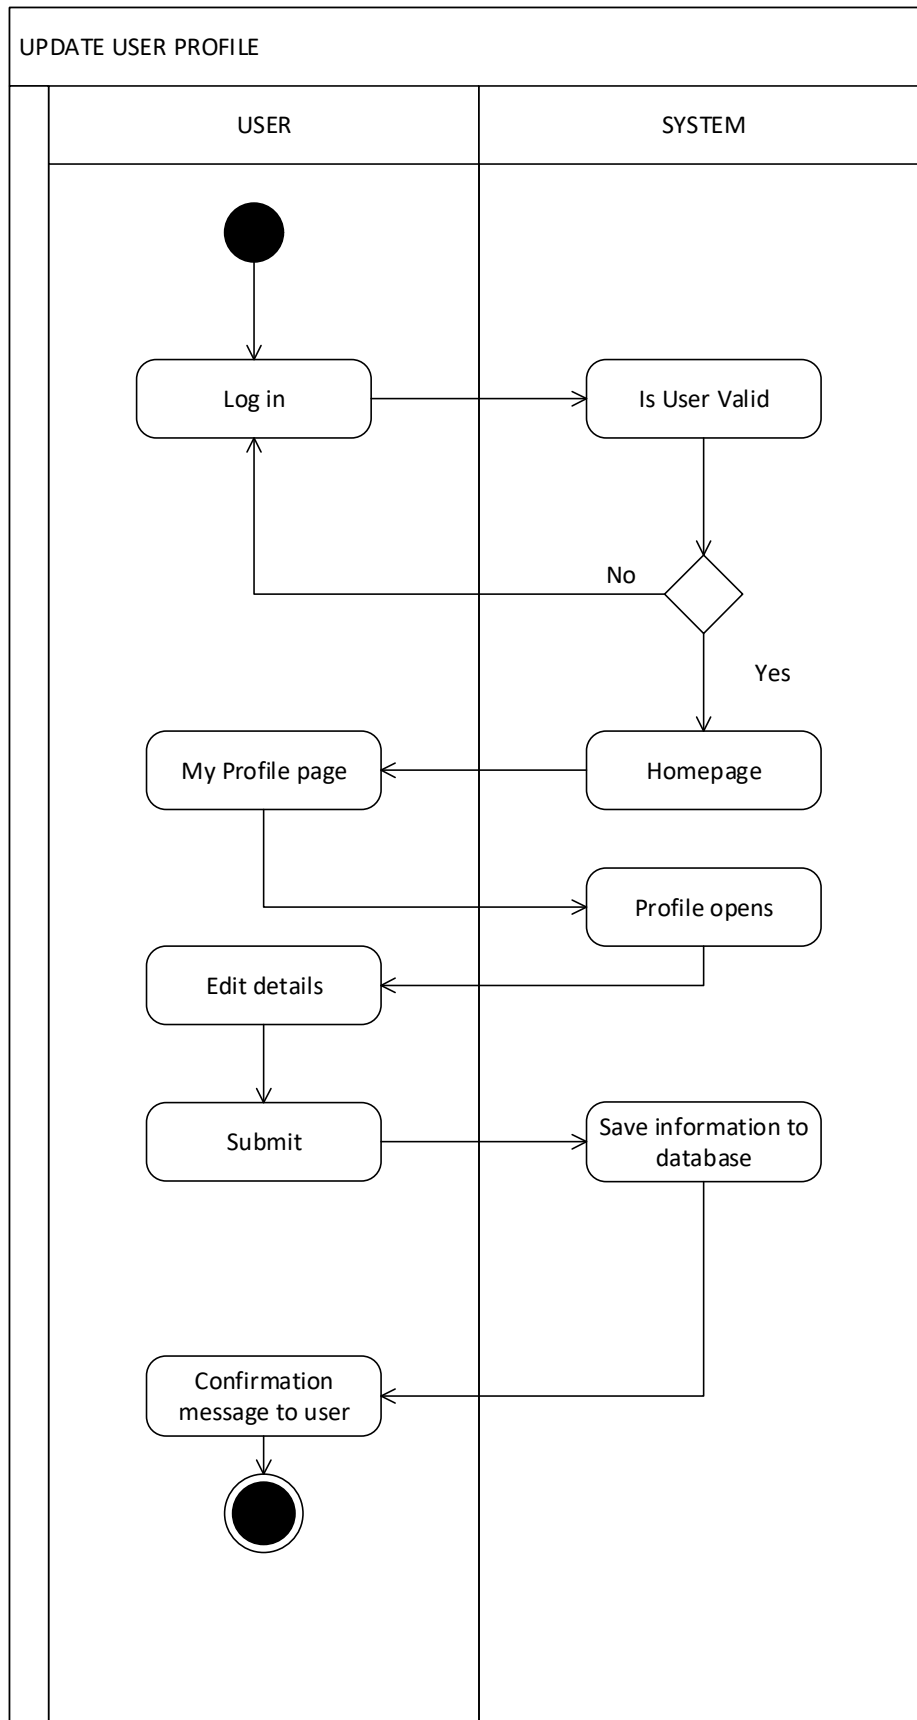 UPDATE USER PROFILE
USER
SYSTEM
Log in
Is User Valid
No
Yes
My Profile page
Homepage
Profile opens
Edit details
Submit
Save information to
database
Confirmation
message to user